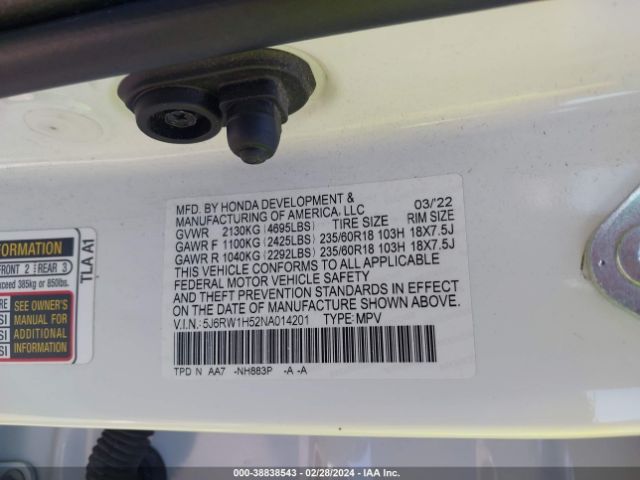 MFD. BY HONDA DEVELOPMENT &
MANUFACTURING OF AMERICA, LLC 03/'22
GVWR 2130KG (4695LBS) TIRE SIZE RIM SIZE
GAWR F 1100KG (2425LBS) 235/60R18 103H 18X7.5J
GAWR R 1040KG (2292LBS) 235/60R18 103H 18X7.5J
THIS VEHICLE CONFORMS TO ALL APPLICABLE
FEDERAL MOTOR VEHICLE SAFETY
AND THEFT PREVENTION STANDARDS IN EFFECT
ON THE DATE OF MANUFACTURE SHOWN ABOVE.
V.I.N.: 5J6RW1H52NA014201 TYPE: MPV
TPD N AA7 -NH883P -A -A
FORMATION
FRONT 2 REAR 3
xceed 385kg or 850lbs.
TLA A1
RE
SEE OWNER'S
MANUAL FOR
ADDITIONAL
INFORMATION
SI
SI
SI
000-38838543 - 02/28/2024 - IAA Inc.